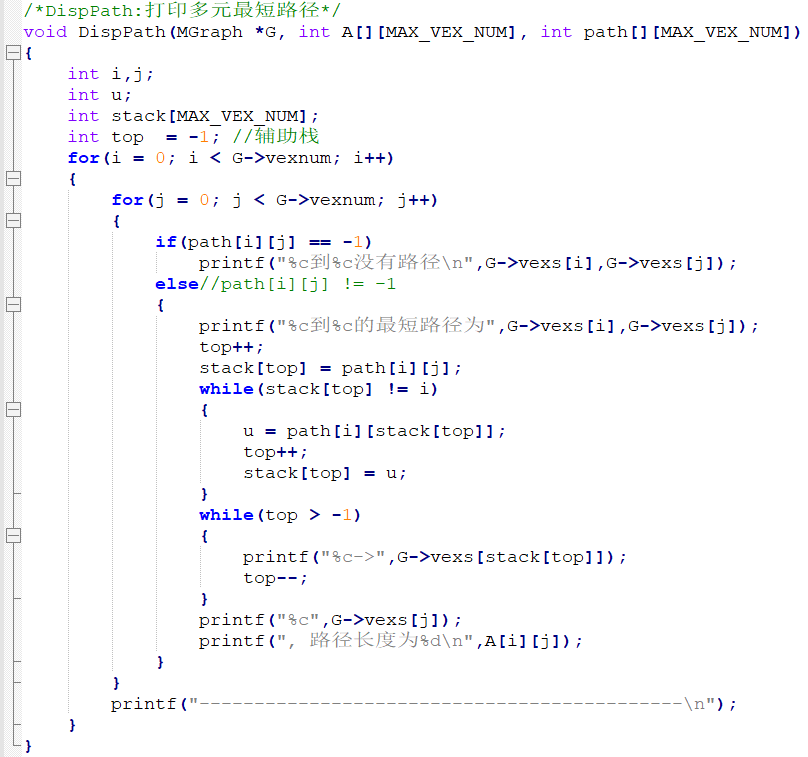 /*DispPath:打印多元最短路径*/
void DispPath(MGraph *G, int A[][MAX_VEX_NUM], int path[][MAX_VEX_NUM])
{
    int i,j;
    int u;
    int stack[MAX_VEX_NUM];
    int top  = -1; //辅助栈
    for(i = 0; i < G->vexnum; i++)
    {
        for(j = 0; j < G->vexnum; j++)
        {
            if(path[i][j] == -1)
                printf("%c到%c没有路径\n",G->vexs[i],G->vexs[j]);
            else//path[i][j] != -1
            {
                printf("%c到%c的最短路径为",G->vexs[i],G->vexs[j]);
                top++;
                stack[top] = path[i][j];
                while(stack[top] != i)
                {
                    u = path[i][stack[top]];
                    top++;
                    stack[top] = u;
                }
                while(top > -1)
                {
                    printf("%c->",G->vexs[stack[top]]);
                    top--;
                }
                printf("%c",G->vexs[j]);
                printf(", 路径长度为%d\n",A[i][j]);
            }
        }
        printf("--------------------------------------------\n");
    }
}